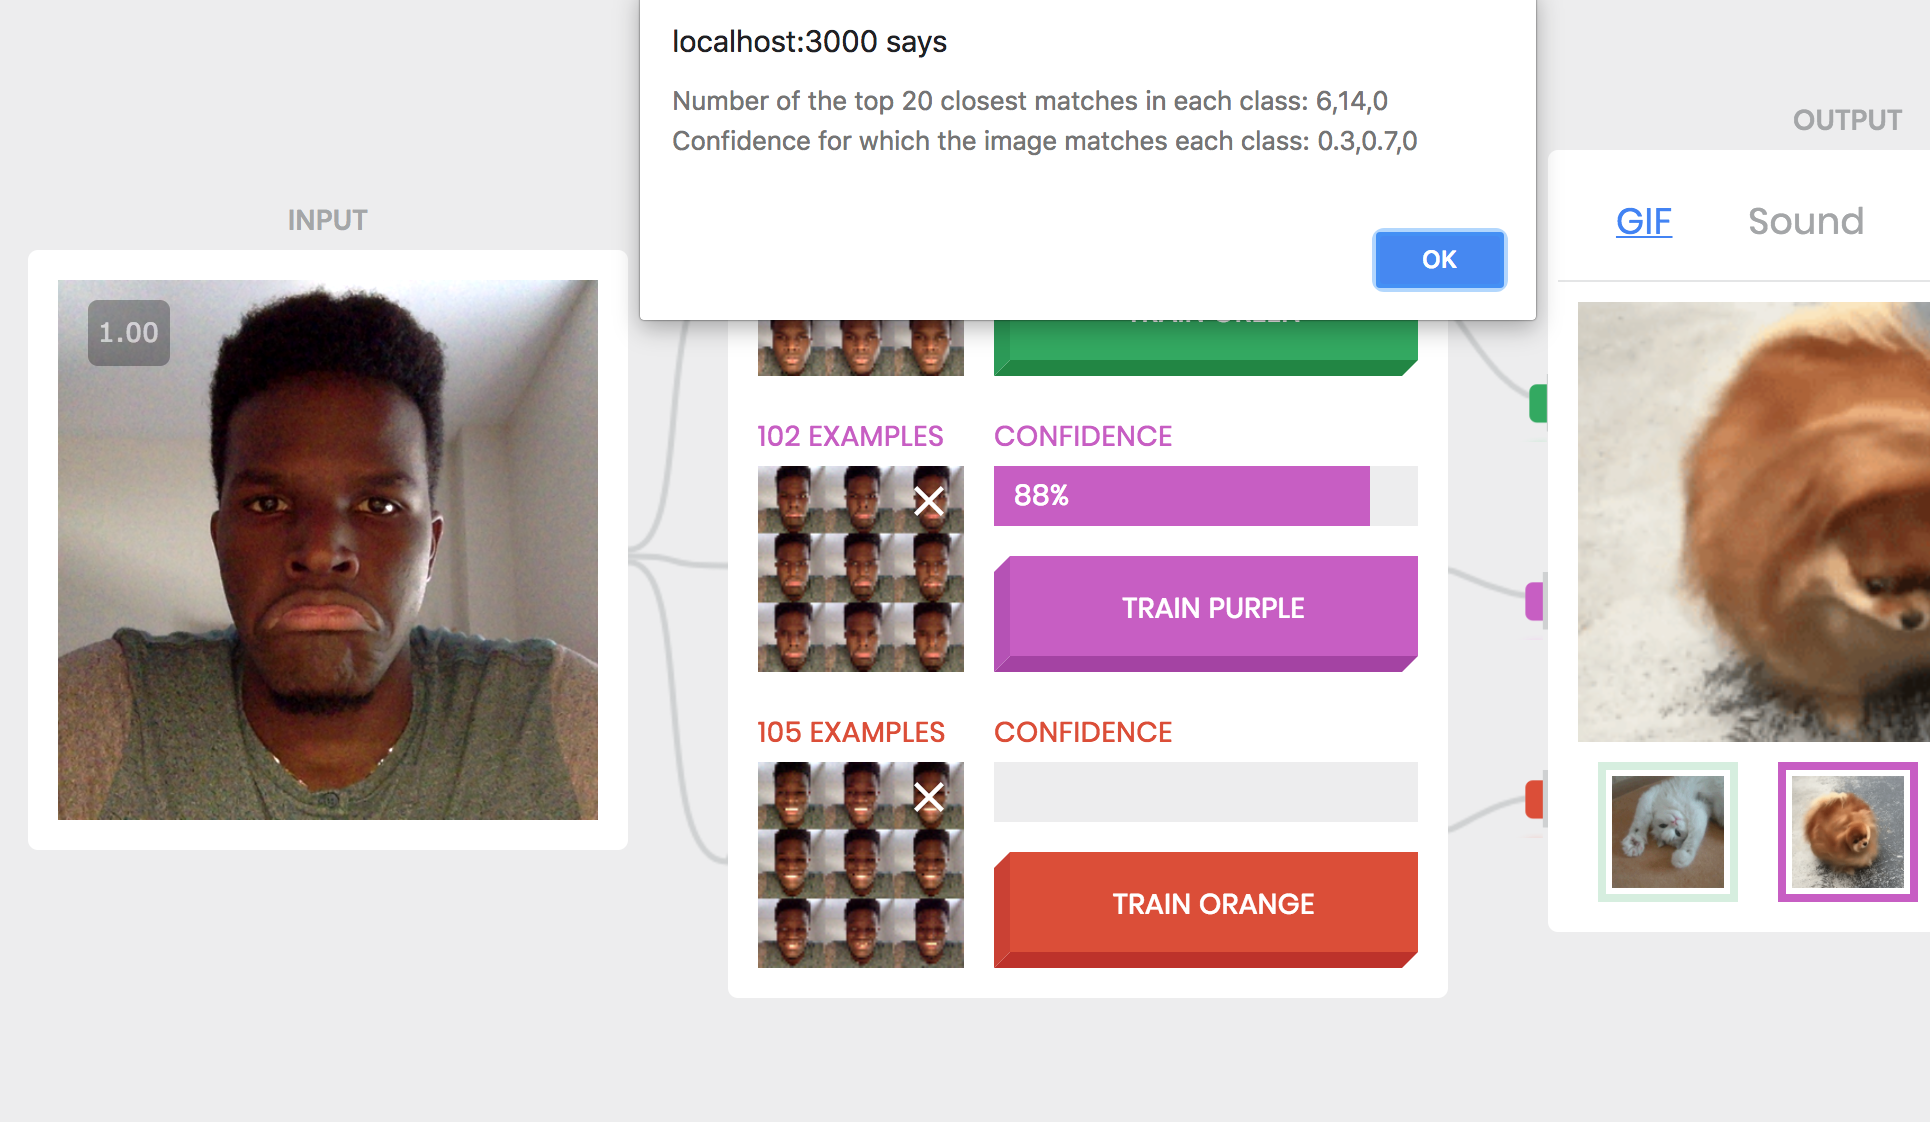 localhost:3000 says
Number of the top 20 closest matches in each class: 6,14,0
Confidence for which the image matches each class: 0.3,0.7,0
OK
INPUT
1.00
TRAIN GREEN
102 EXAMPLES
CONFIDENCE
88%
TRAIN PURPLE
105 EXAMPLES
CONFIDENCE
TRAIN ORANGE
OUTPUT
GIF
Sound